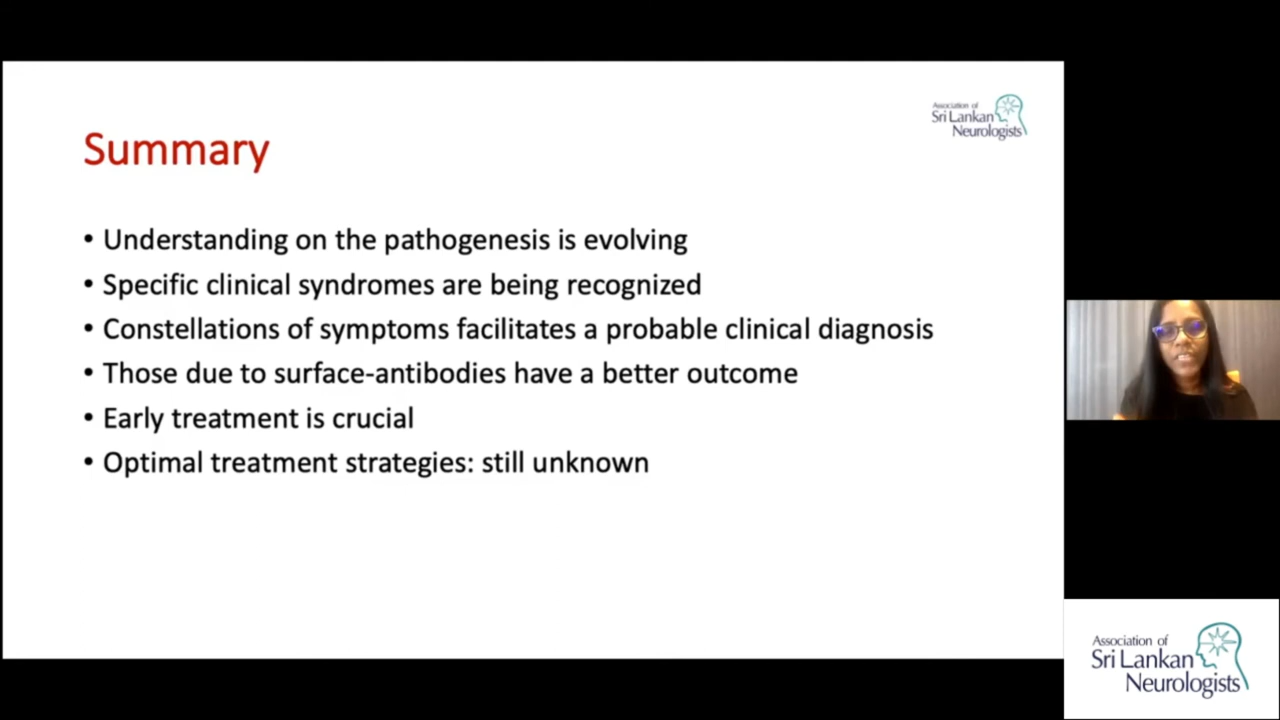 Association of
Sri Lankan
Neurologists
Summary
• Understanding on the pathogenesis is evolving
• Specific clinical syndromes are being recognized
• Constellations of symptoms facilitates a probable clinical diagnosis
• Those due to surface-antibodies have a better outcome
• Early treatment is crucial
• Optimal treatment strategies: still unknown
Association of
Sri Lankan
Neurologists